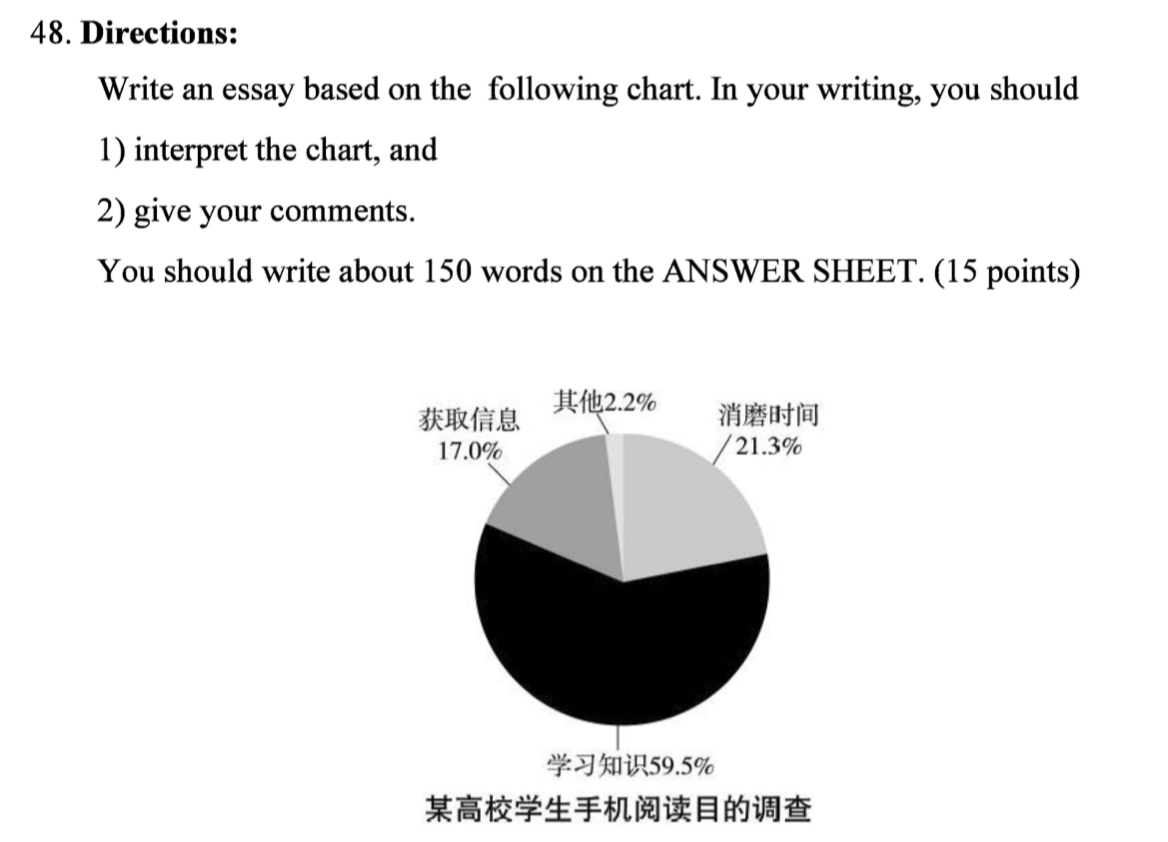 48. Directions:
Write an essay based on the following chart. In your writing, you should
1) interpret the chart, and
2) give your comments.
You should write about 150 words on the ANSWER SHEET. (15 points)
其他2.2%
获取信息
17.0%
消磨时间
21.3%
学习知识59.5%
某高校学生手机阅读目的调查